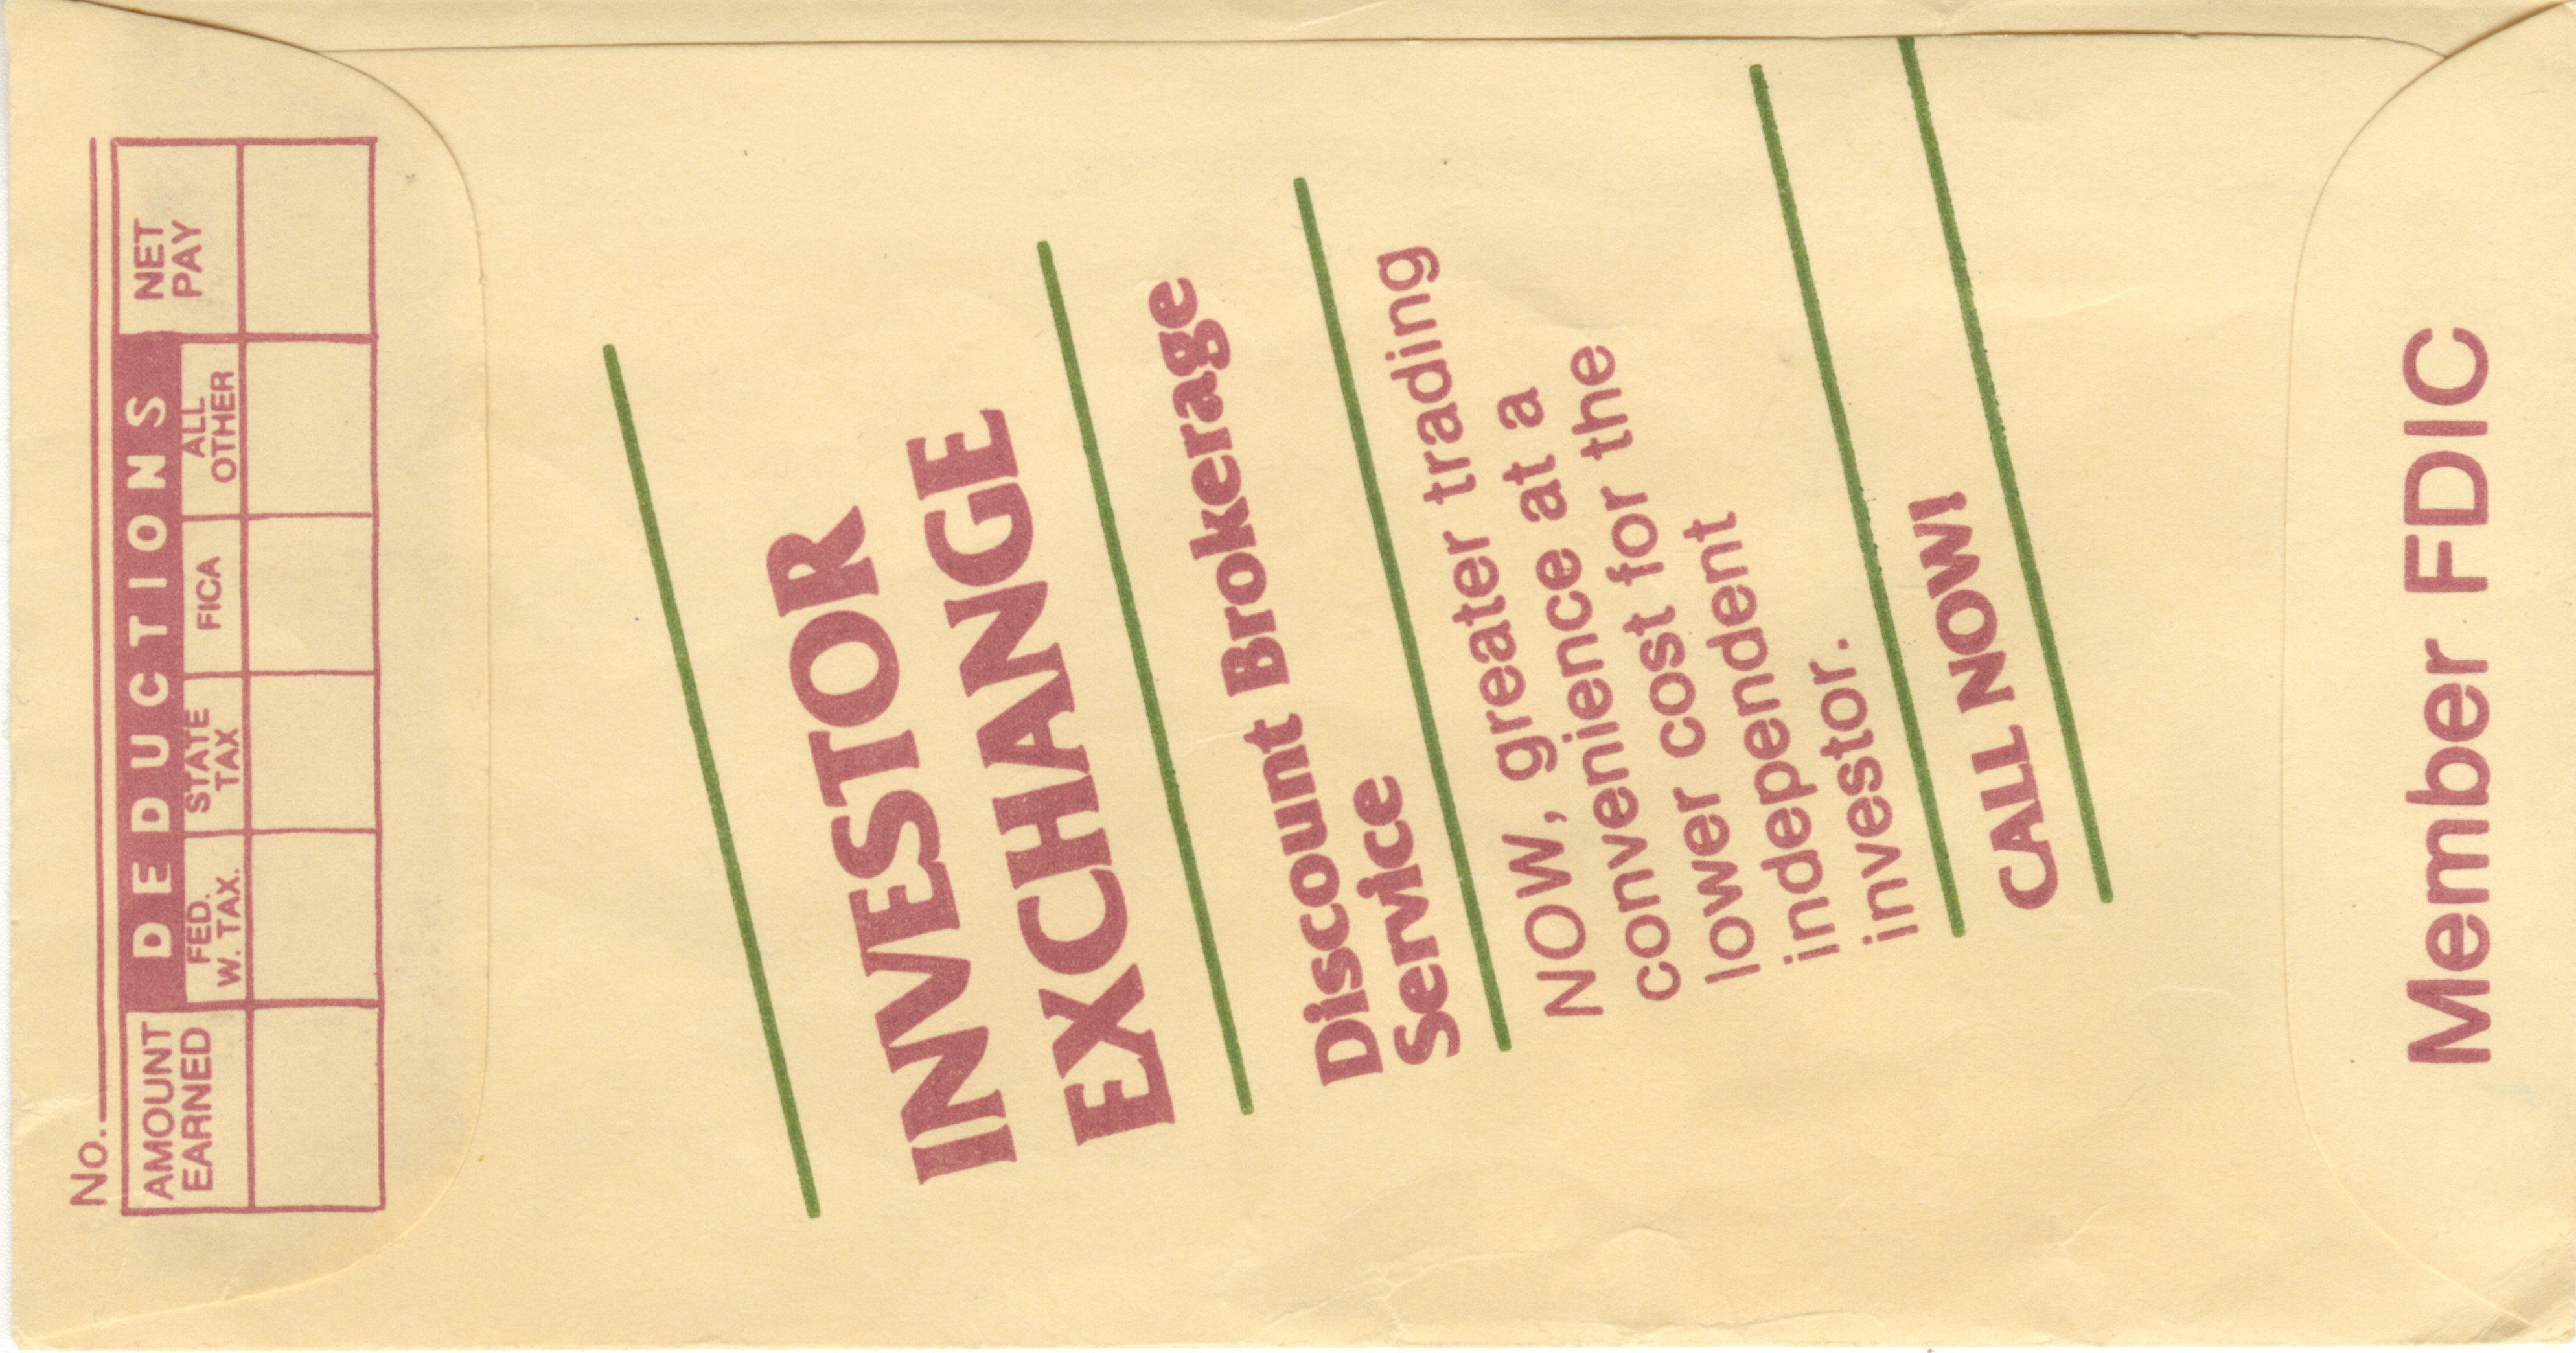 No.
DEDUCTIONS
AMOUNT EARNED
FED. W. TAX.
STATE TAX
FICA
ALL OTHER
NET PAY
INVESTOR
EXCHANGE
Discount Brokerage
Service
NOW, greater trading
convenience at a
lower cost for the
independent
investor.
CALL NOW!
Member FDIC